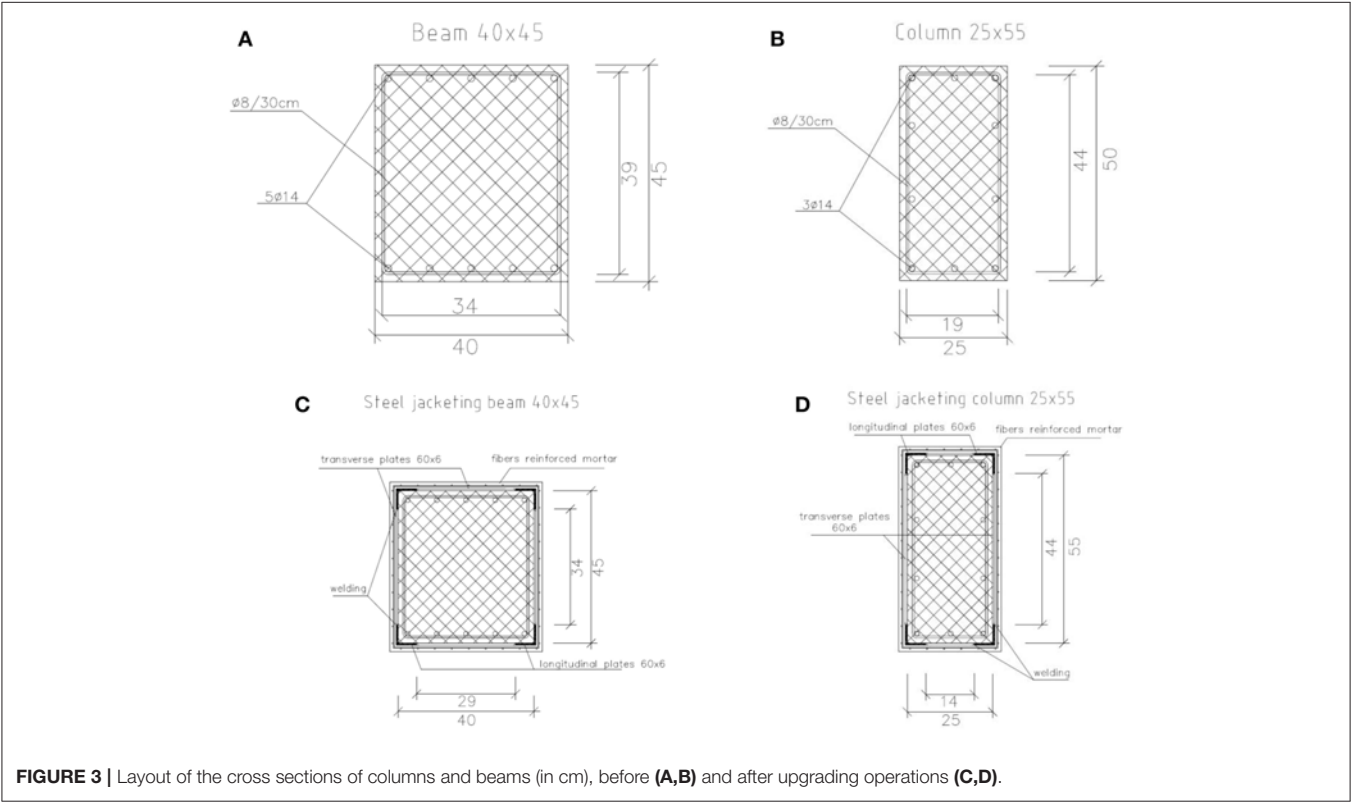 A
Beam 40x45
ø8/30cm
5ø14
39
45
34
40
B
Column 25x55
ø8/30cm
3ø14
44
50
19
25
C
Steel jacketing beam 40x45
transverse plates 60x6
fibers reinforced mortar
welding
34
45
longitudinal plates 60x6
29
40
D
Steel jacketing column 25x55
longitudinal plates 60x6
fibers reinforced mortar
transverse plates
60x6
44
55
welding
14
25
FIGURE 3 | Layout of the cross sections of columns and beams (in cm), before (A,B) and after upgrading operations (C,D).